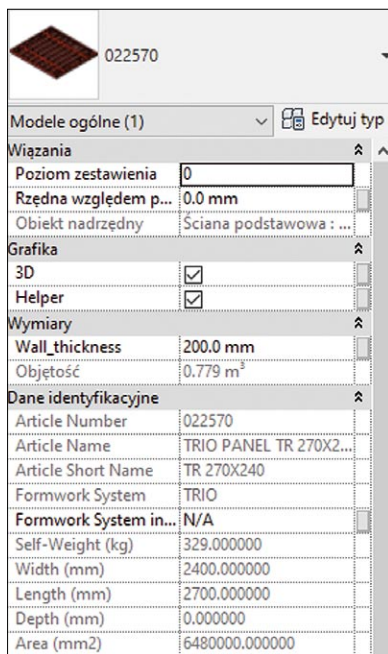 022570
Modele ogólne (1) Edytuj typ
Wiązania
Poziom zestawienia 0
Rzędna względem p... 0.0 mm
Obiekt nadrzędny Ściana podstawowa : ...
Grafika
3D
Helper
Wymiary
Wall_thickness 200.0 mm
Objętość 0.779 m³
Dane identyfikacyjne
Article Number 022570
Article Name TRIO PANEL TR 270X2...
Article Short Name TR 270X240
Formwork System TRIO
Formwork System in... N/A
Self-Weight (kg) 329.000000
Width (mm) 2400.000000
Length (mm) 2700.000000
Depth (mm) 0.000000
Area (mm2) 6480000.000000